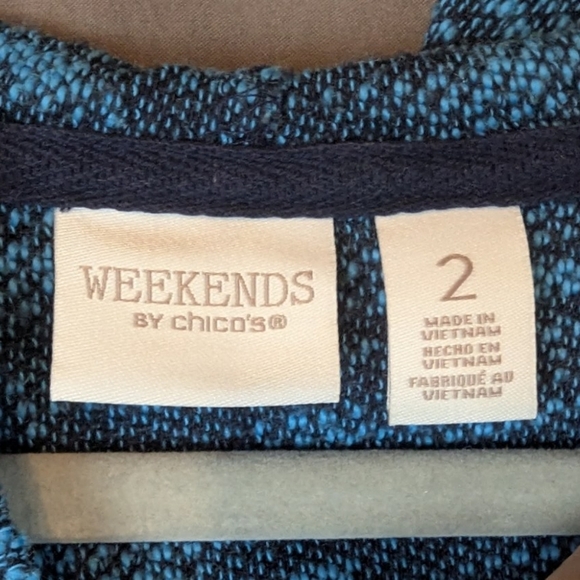 WEEKENDS
BY chico's®
2
MADE IN
VIETNAM
HECHO EN
VIETNAM
FABRIQUÉ AU
VIETNAM